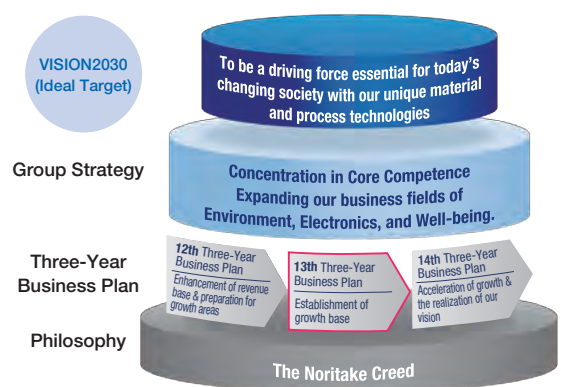 VISION2030
(Ideal Target)
To be a driving force essential for today's
changing society with our unique material
and process technologies
Group Strategy
Concentration in Core Competence
Expanding our business fields of
Environment, Electronics, and Well-being.
Three-Year
Business Plan
12th Three-Year
Business Plan
Enhancement of revenue
base & preparation for
growth areas
13th Three-Year
Business Plan
Establishment of
growth base
14th Three-Year
Business Plan
Acceleration of growth &
the realization of our
vision
Philosophy
The Noritake Creed